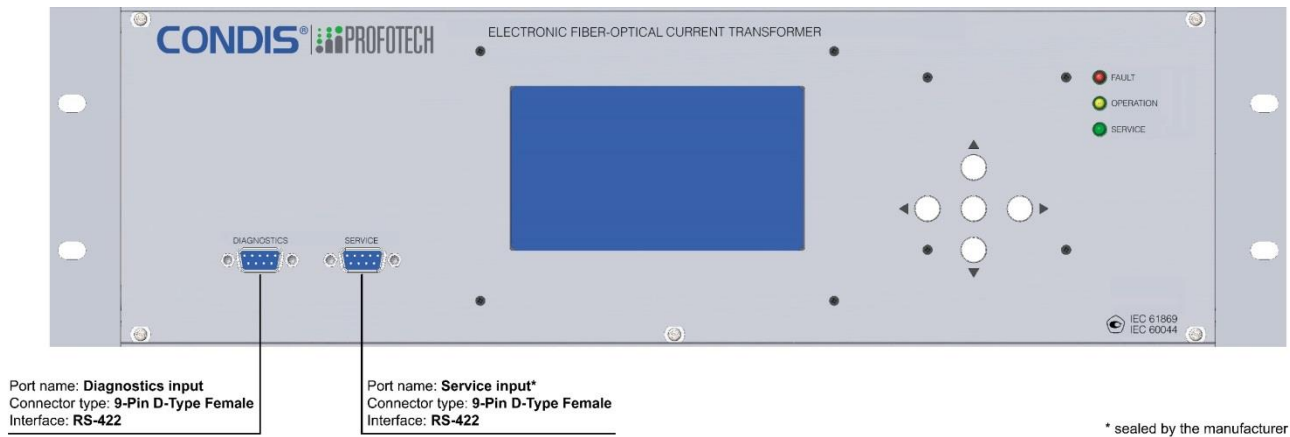 CONDIS® PROFOTECH
ELECTRONIC FIBER-OPTICAL CURRENT TRANSFORMER
FAULT
OPERATION
SERVICE
DIAGNOSTICS
SERVICE
IEC 61869
IEC 60044
Port name: Diagnostics input
Connector type: 9-Pin D-Type Female
Interface: RS-422
Port name: Service input*
Connector type: 9-Pin D-Type Female
Interface: RS-422
* sealed by the manufacturer